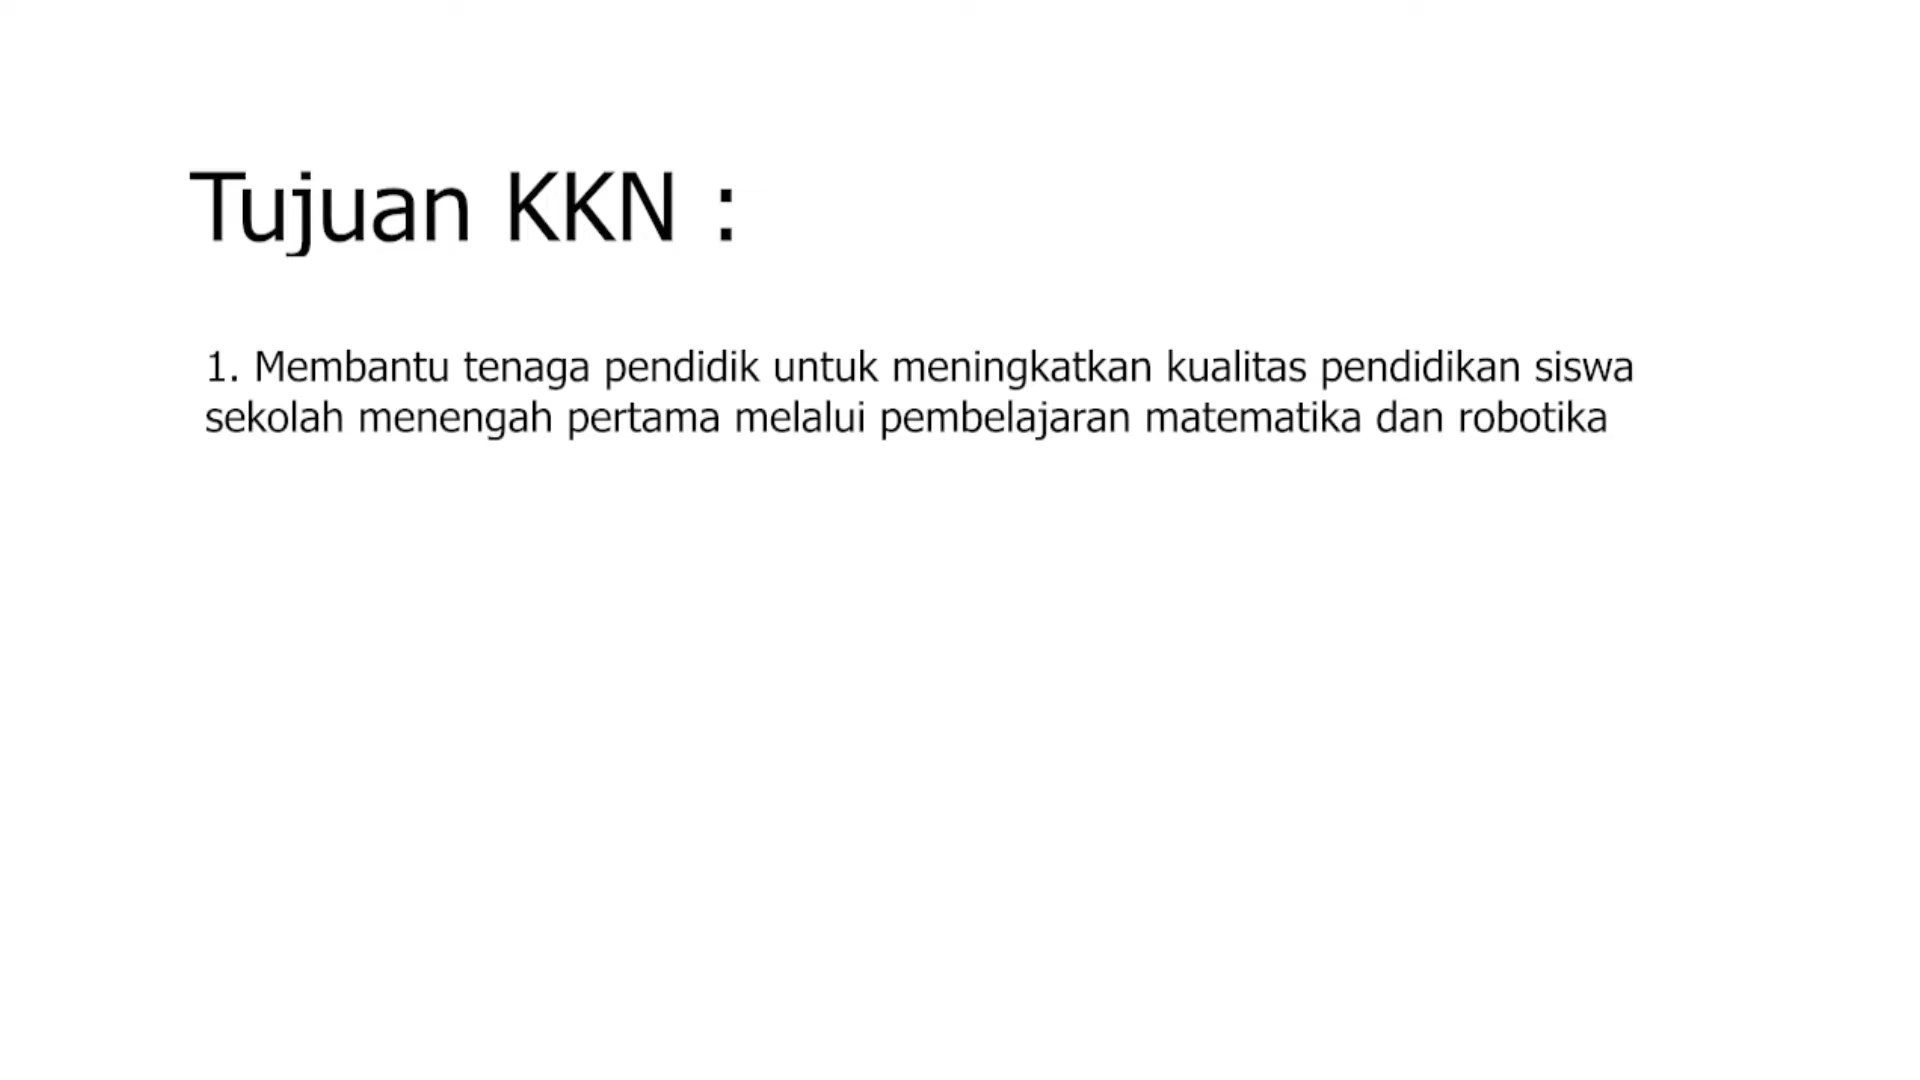 Tujuan KKN :
1. Membantu tenaga pendidik untuk meningkatkan kualitas pendidikan siswa
sekolah menengah pertama melalui pembelajaran matematika dan robotika